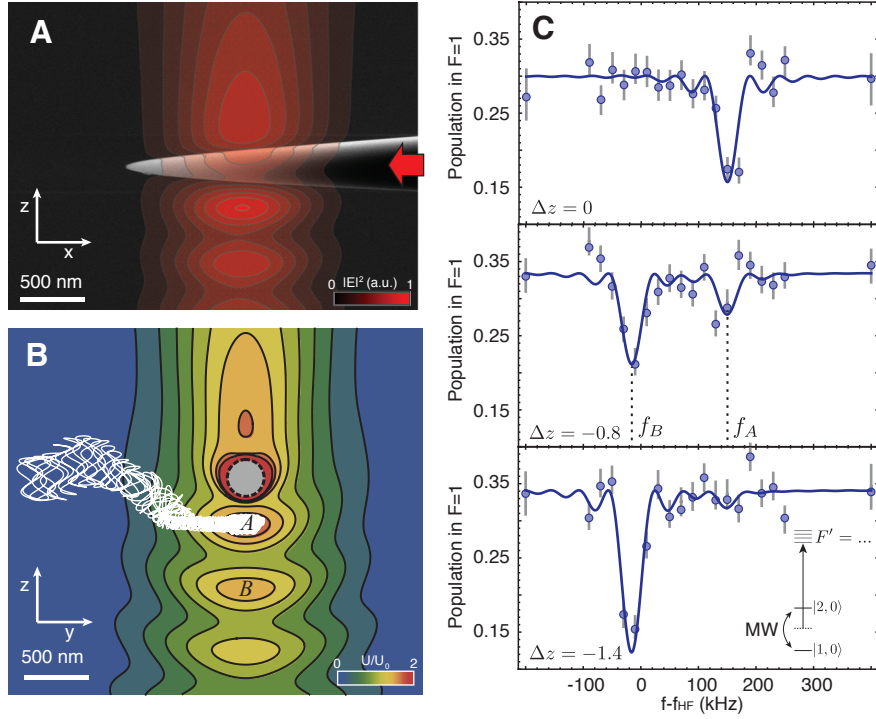 A
z
x
500 nm
0 |E|² (a.u.) 1
B
A
B
z
y
500 nm
0 U/U₀ 2
C
Population in F=1
0.35
0.25
0.15
Δz = 0
Population in F=1
0.35
0.25
0.15
f_B
f_A
Δz = −0.8
Population in F=1
0.35
0.25
0.15
F′ = ...
|2,0⟩
MW
|1,0⟩
Δz = −1.4
-100 0 100 200 300 400
f-f_HF (kHz)